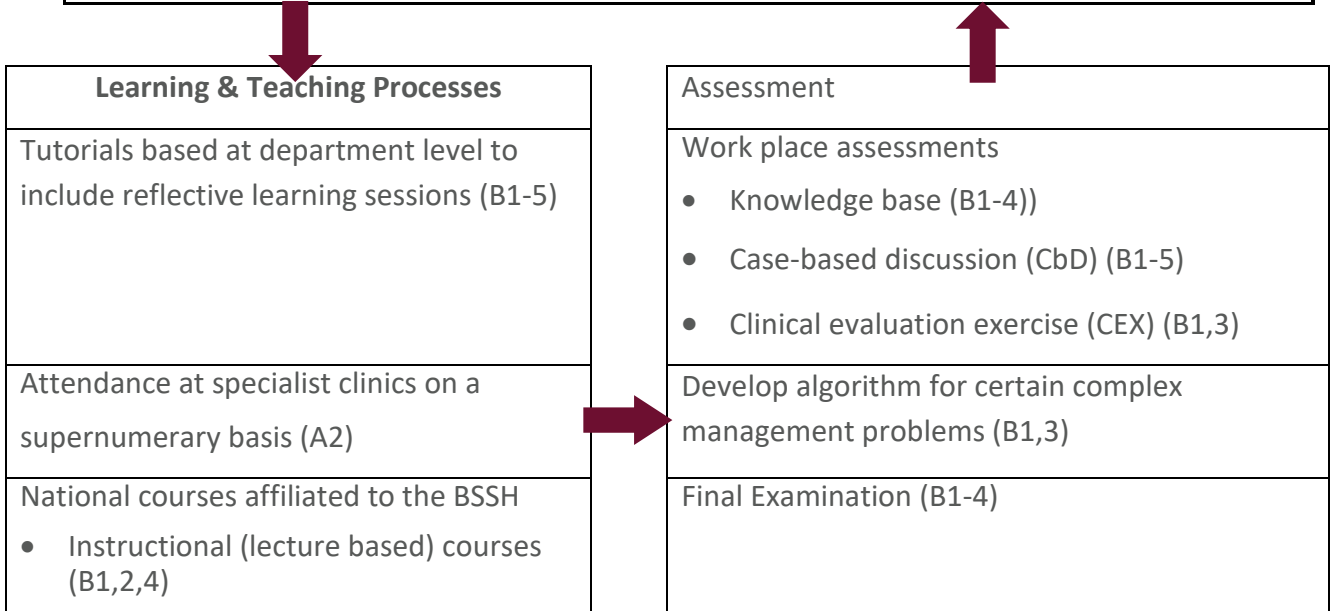 Learning & Teaching Processes
Tutorials based at department level to
include reflective learning sessions (B1-5)
Attendance at specialist clinics on a
supernumerary basis (A2)
National courses affiliated to the BSSH
• Instructional (lecture based) courses
(B1,2,4)
Assessment
Work place assessments
• Knowledge base (B1-4))
• Case-based discussion (CbD) (B1-5)
• Clinical evaluation exercise (CEX) (B1,3)
Develop algorithm for certain complex
management problems (B1,3)
Final Examination (B1-4)